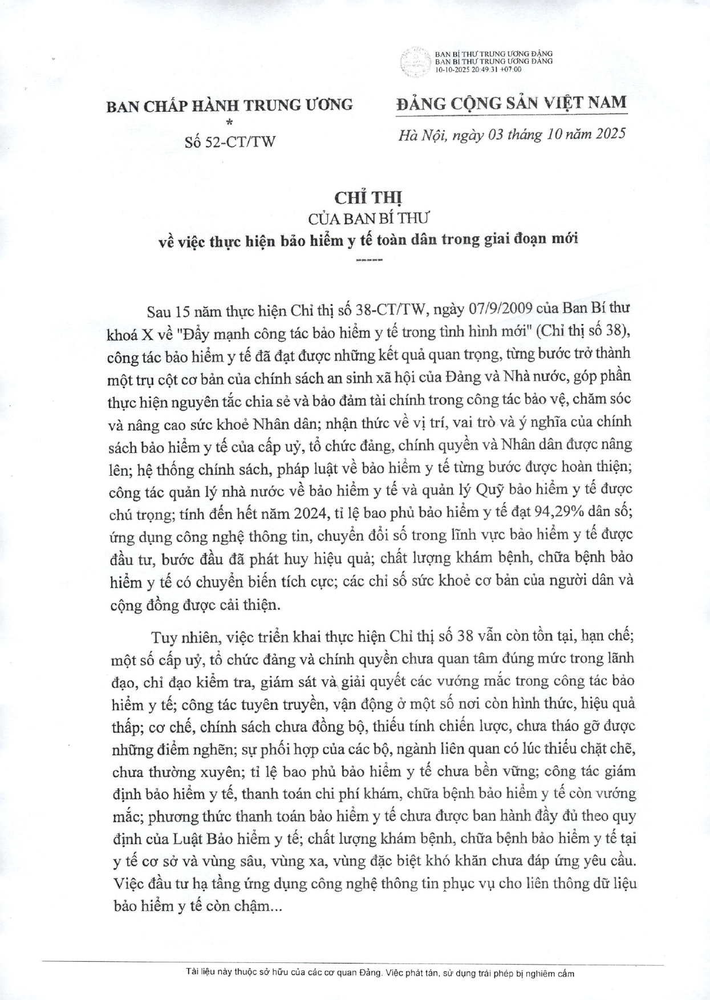 BAN BÍ THƯ TRUNG ƯƠNG ĐẢNG
BAN BÍ THƯ TRUNG ƯƠNG ĐẢNG
10-10-2025 20:49:31 +07:00
BAN CHẤP HÀNH TRUNG ƯƠNG
*
Số 52-CT/TW
ĐẢNG CỘNG SẢN VIỆT NAM
Hà Nội, ngày 03 tháng 10 năm 2025
CHỈ THỊ
CỦA BAN BÍ THƯ
về việc thực hiện bảo hiểm y tế toàn dân trong giai đoạn mới
Sau 15 năm thực hiện Chỉ thị số 38-CT/TW, ngày 07/9/2009 của Ban Bí thư
khoá X về "Đẩy mạnh công tác bảo hiểm y tế trong tình hình mới" (Chỉ thị số 38),
công tác bảo hiểm y tế đã đạt được những kết quả quan trọng, từng bước trở thành
một trụ cột cơ bản của chính sách an sinh xã hội của Đảng và Nhà nước, góp phần
thực hiện nguyên tắc chia sẻ và bảo đảm tài chính trong công tác bảo vệ, chăm sóc
và nâng cao sức khoẻ Nhân dân; nhận thức về vị trí, vai trò và ý nghĩa của chính
sách bảo hiểm y tế của cấp uỷ, tổ chức đảng, chính quyền và Nhân dân được nâng
lên; hệ thống chính sách, pháp luật về bảo hiểm y tế từng bước được hoàn thiện;
công tác quản lý nhà nước về bảo hiểm y tế và quản lý Quỹ bảo hiểm y tế được
chú trọng; tính đến hết năm 2024, tỉ lệ bao phủ bảo hiểm y tế đạt 94,29% dân số;
ứng dụng công nghệ thông tin, chuyển đổi số trong lĩnh vực bảo hiểm y tế được
đầu tư, bước đầu đã phát huy hiệu quả; chất lượng khám bệnh, chữa bệnh bảo
hiểm y tế có chuyển biến tích cực; các chỉ số sức khoẻ cơ bản của người dân và
cộng đồng được cải thiện.
Tuy nhiên, việc triển khai thực hiện Chỉ thị số 38 vẫn còn tồn tại, hạn chế;
một số cấp uỷ, tổ chức đảng và chính quyền chưa quan tâm đúng mức trong lãnh
đạo, chỉ đạo kiểm tra, giám sát và giải quyết các vướng mắc trong công tác bảo
hiểm y tế; công tác tuyên truyền, vận động ở một số nơi còn hình thức, hiệu quả
thấp; cơ chế, chính sách chưa đồng bộ, thiếu tính chiến lược, chưa tháo gỡ được
những điểm nghẽn; sự phối hợp của các bộ, ngành liên quan có lúc thiếu chặt chẽ,
chưa thường xuyên; tỉ lệ bao phủ bảo hiểm y tế chưa bền vững; công tác giám
định bảo hiểm y tế, thanh toán chi phí khám, chữa bệnh bảo hiểm y tế còn vướng
mắc; phương thức thanh toán bảo hiểm y tế chưa được ban hành đầy đủ theo quy
định của Luật Bảo hiểm y tế; chất lượng khám bệnh, chữa bệnh bảo hiểm y tế tại
y tế cơ sở và vùng sâu, vùng xa, vùng đặc biệt khó khăn chưa đáp ứng yêu cầu.
Việc đầu tư hạ tầng ứng dụng công nghệ thông tin phục vụ cho liên thông dữ liệu
bảo hiểm y tế còn chậm...
Tài liệu này thuộc sở hữu của các cơ quan Đảng. Việc phát tán, sử dụng trái phép bị nghiêm cấm